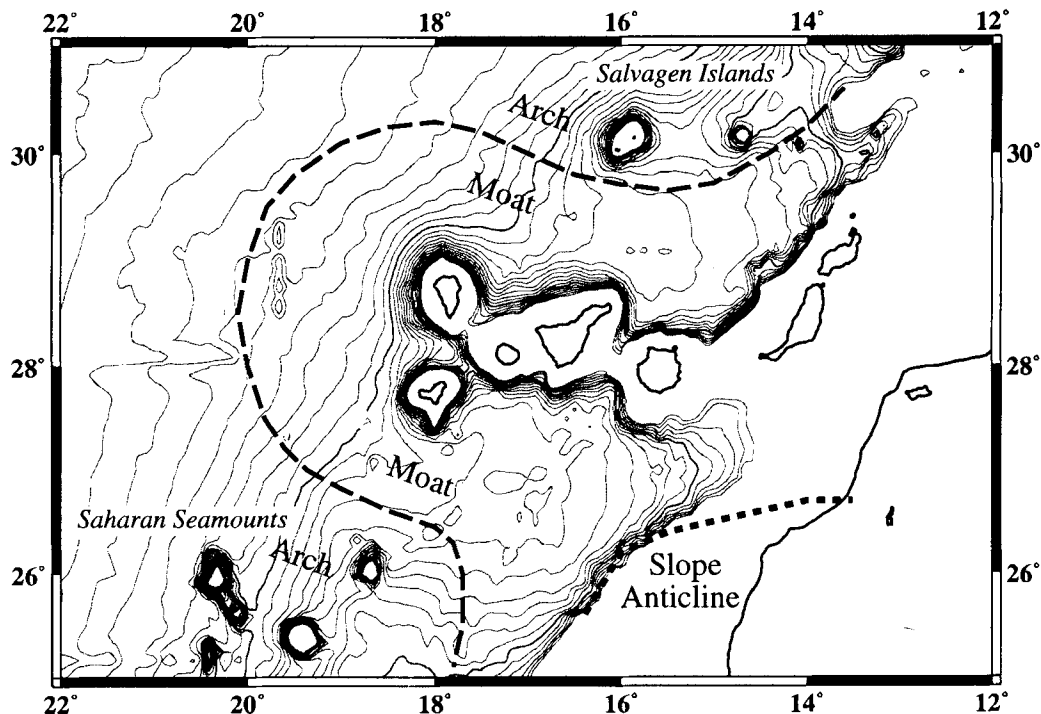 22° 20° 18° 16° 14° 12°
Salvagen Islands
Arch
30° 30°
Moat
28° 28°
Moat
Saharan Seamounts
Arch
Slope
26° 26°
Anticline
22° 20° 18° 16° 14° 12°